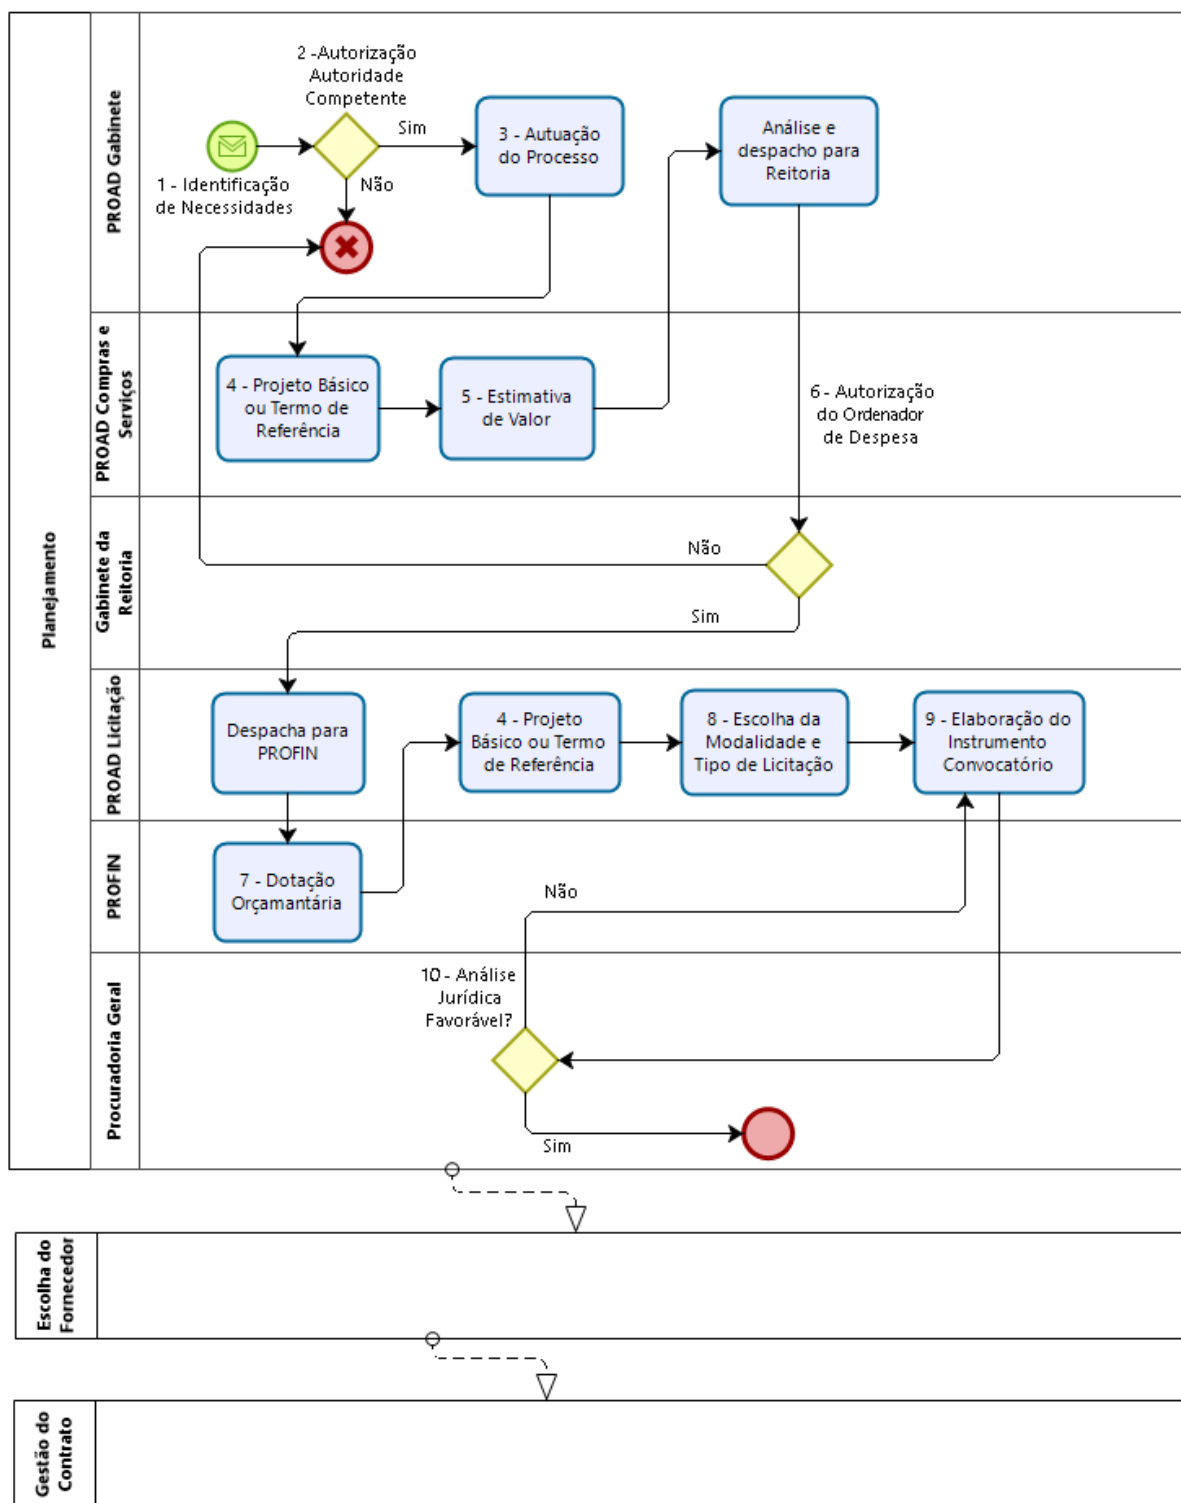 Planejamento
PROAD Gabinete
2 -Autorização
Autoridade
Competente
Sim
Não
1 - Identificação
de Necessidades
3 - Autuação
do Processo
Análise e
despacho para
Reitoria
PROAD Compras e
Serviços
4 - Projeto Básico
ou Termo de
Referência
5 - Estimativa
de Valor
6 - Autorização
do Ordenador
de Despesa
Gabinete da
Reitoria
Não
Sim
PROAD Licitação
Despacha para
PROFIN
4 - Projeto
Básico ou Termo
de Referência
8 - Escolha da
Modalidade e
Tipo de Licitação
9 - Elaboração do
Instrumento
Convocatório
PROFIN
7 - Dotação
Orçamantária
Não
Procuradoria Geral
10 - Análise
Jurídica
Favorável?
Sim
Escolha do
Fornecedor
Gestão do
Contrato